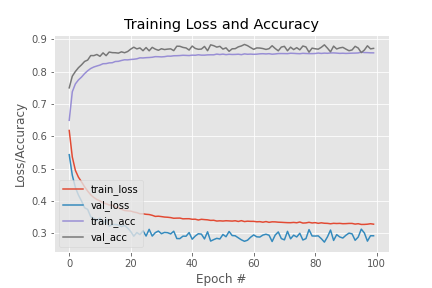 Training Loss and Accuracy
0.9
0.8
0.7
0.6
0.5
0.4
0.3
Loss/Accuracy
train_loss
val_loss
train_acc
val_acc
0 20 40 60 80 100
Epoch #